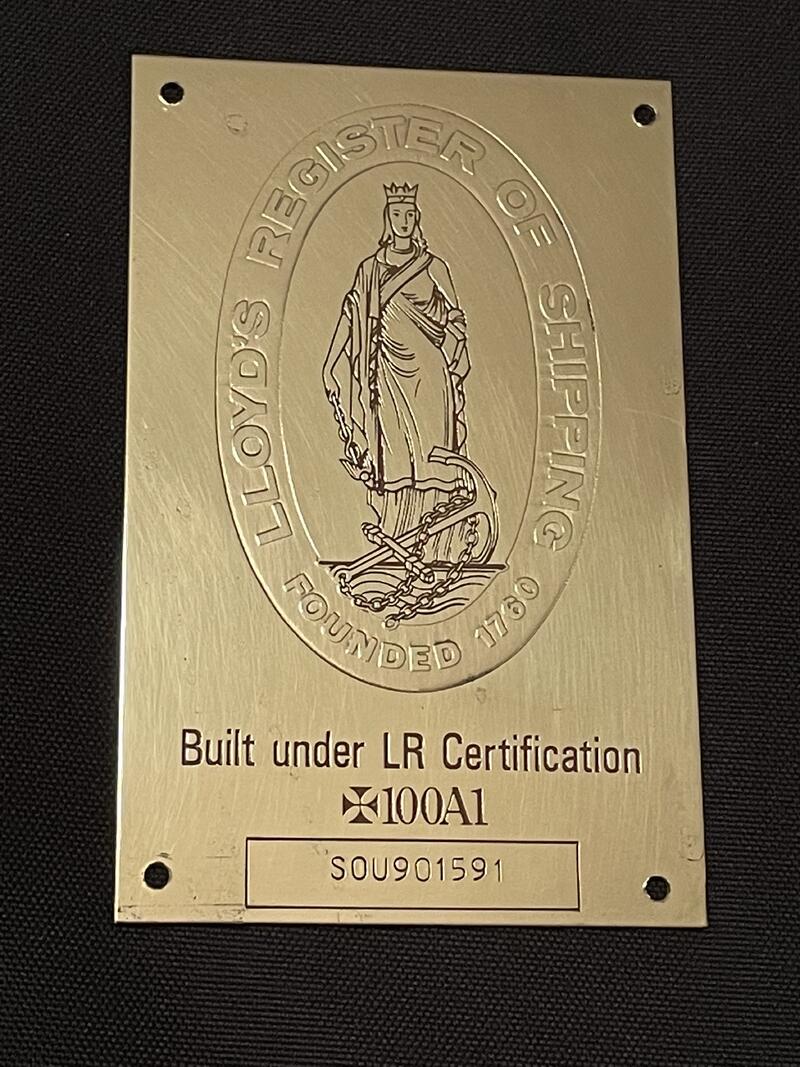 LLOYD'S REGISTER OF SHIPPING
FOUNDED 1760
Built under LR Certification
✠100A1
SOU901591